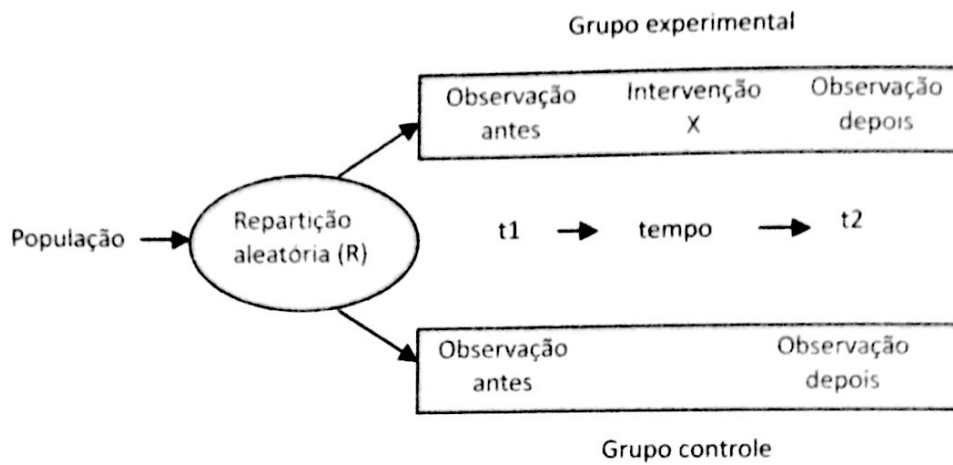 Grupo experimental
Observação
antes
Intervenção
X
Observação
depois
População
Repartição
aleatória (R)
t1
tempo
t2
Observação
antes
Observação
depois
Grupo controle